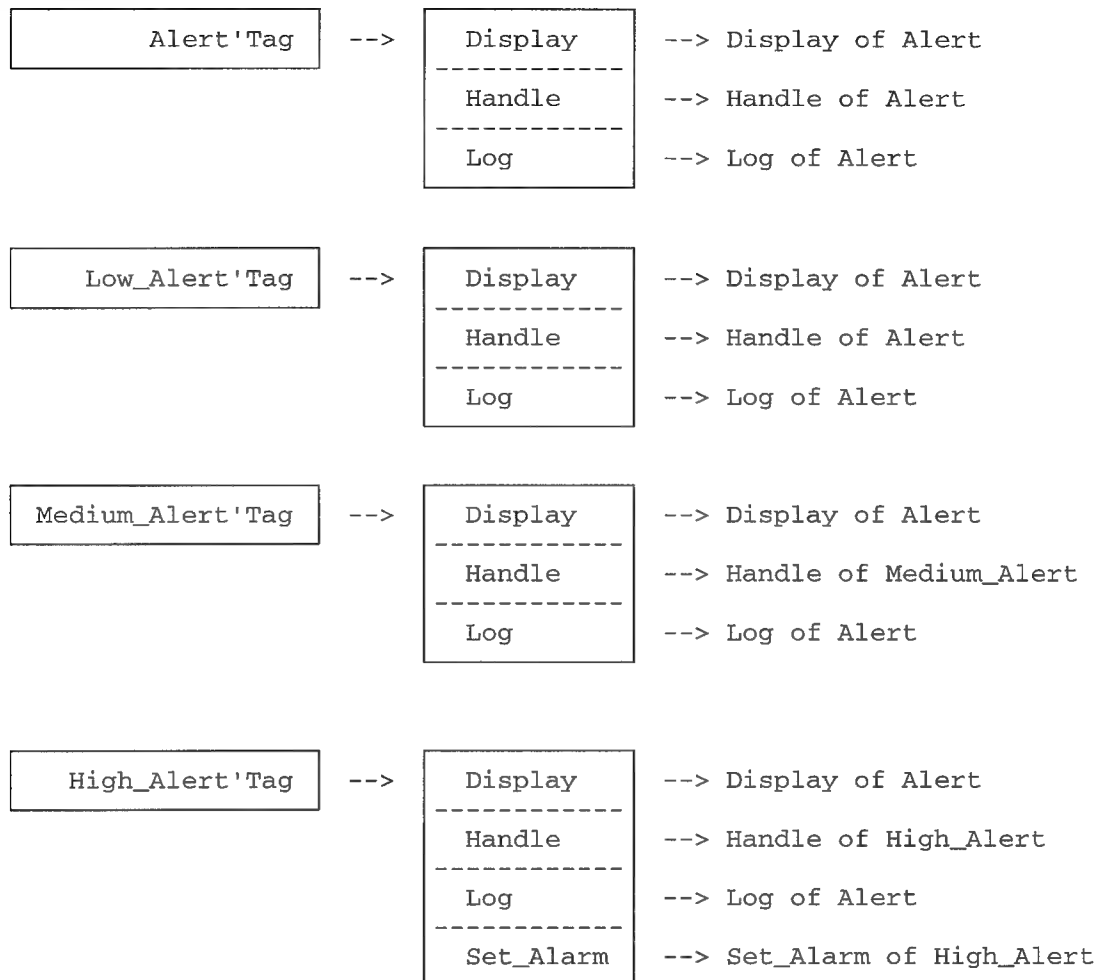 Alert'Tag --> Display --> Display of Alert
Handle --> Handle of Alert
Log --> Log of Alert
Low_Alert'Tag --> Display --> Display of Alert
Handle --> Handle of Alert
Log --> Log of Alert
Medium_Alert'Tag --> Display --> Display of Alert
Handle --> Handle of Medium_Alert
Log --> Log of Alert
High_Alert'Tag --> Display --> Display of Alert
Handle --> Handle of High_Alert
Log --> Log of Alert
Set_Alarm --> Set_Alarm of High_Alert